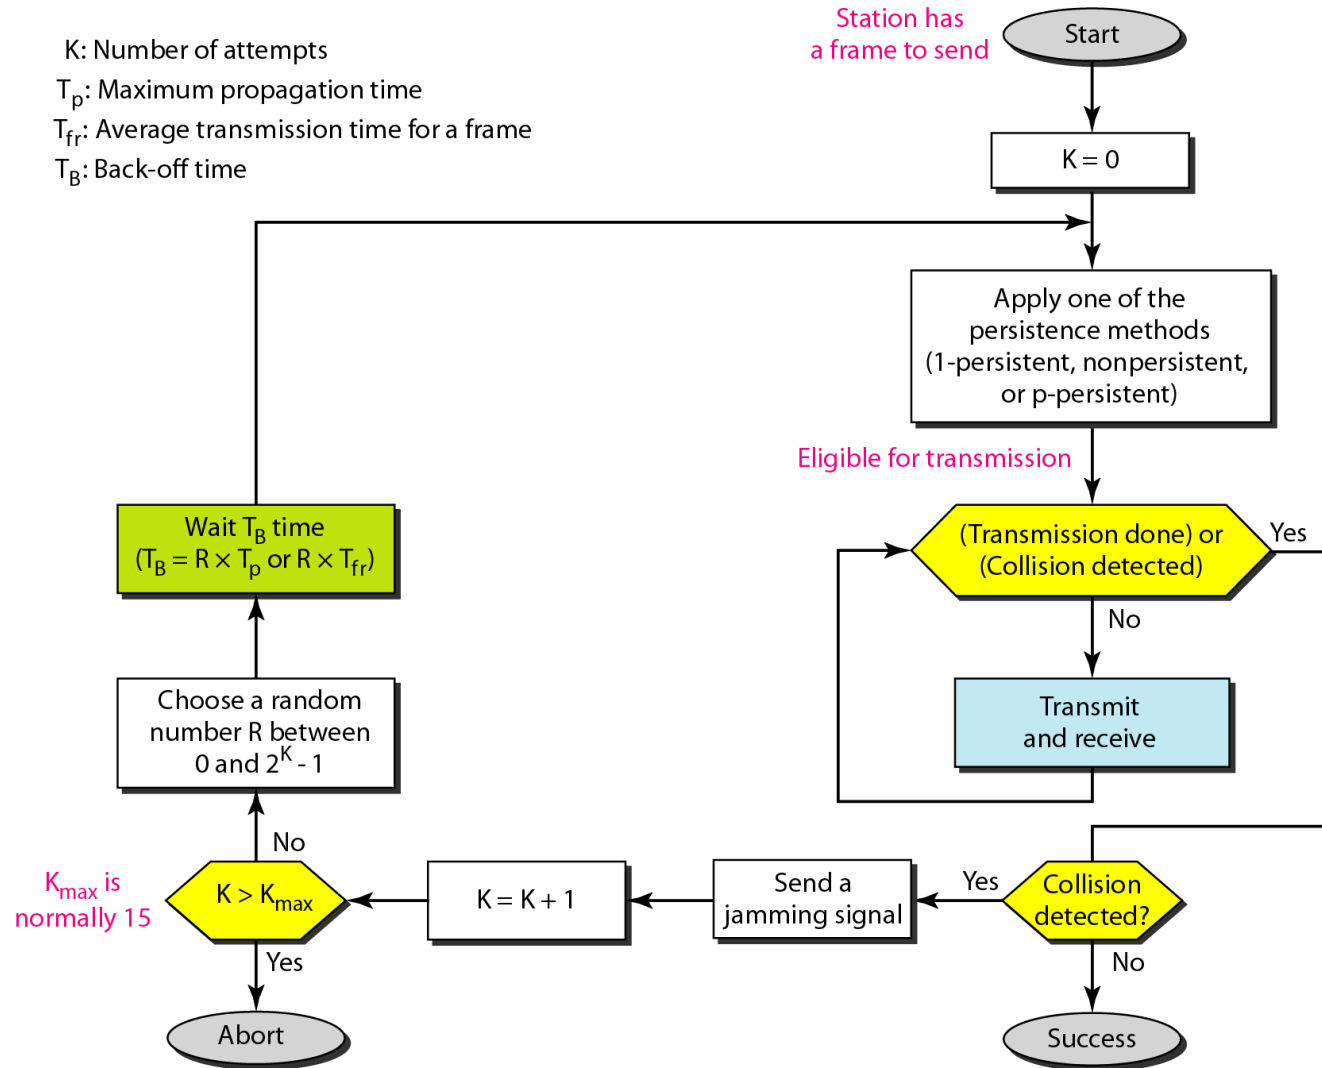 K: Number of attempts
Tp: Maximum propagation time
Tfr: Average transmission time for a frame
TB: Back-off time
Station has
a frame to send
Start
K = 0
Apply one of the
persistence methods
(1-persistent, nonpersistent,
or p-persistent)
Eligible for transmission
(Transmission done) or
(Collision detected)
Yes
No
Transmit
and receive
Wait TB time
(TB = R × Tp or R × Tfr)
Choose a random
number R between
0 and 2^K - 1
No
Kmax is
normally 15
K > Kmax
Yes
Abort
K = K + 1
Send a
jamming signal
Yes
Collision
detected?
No
Success